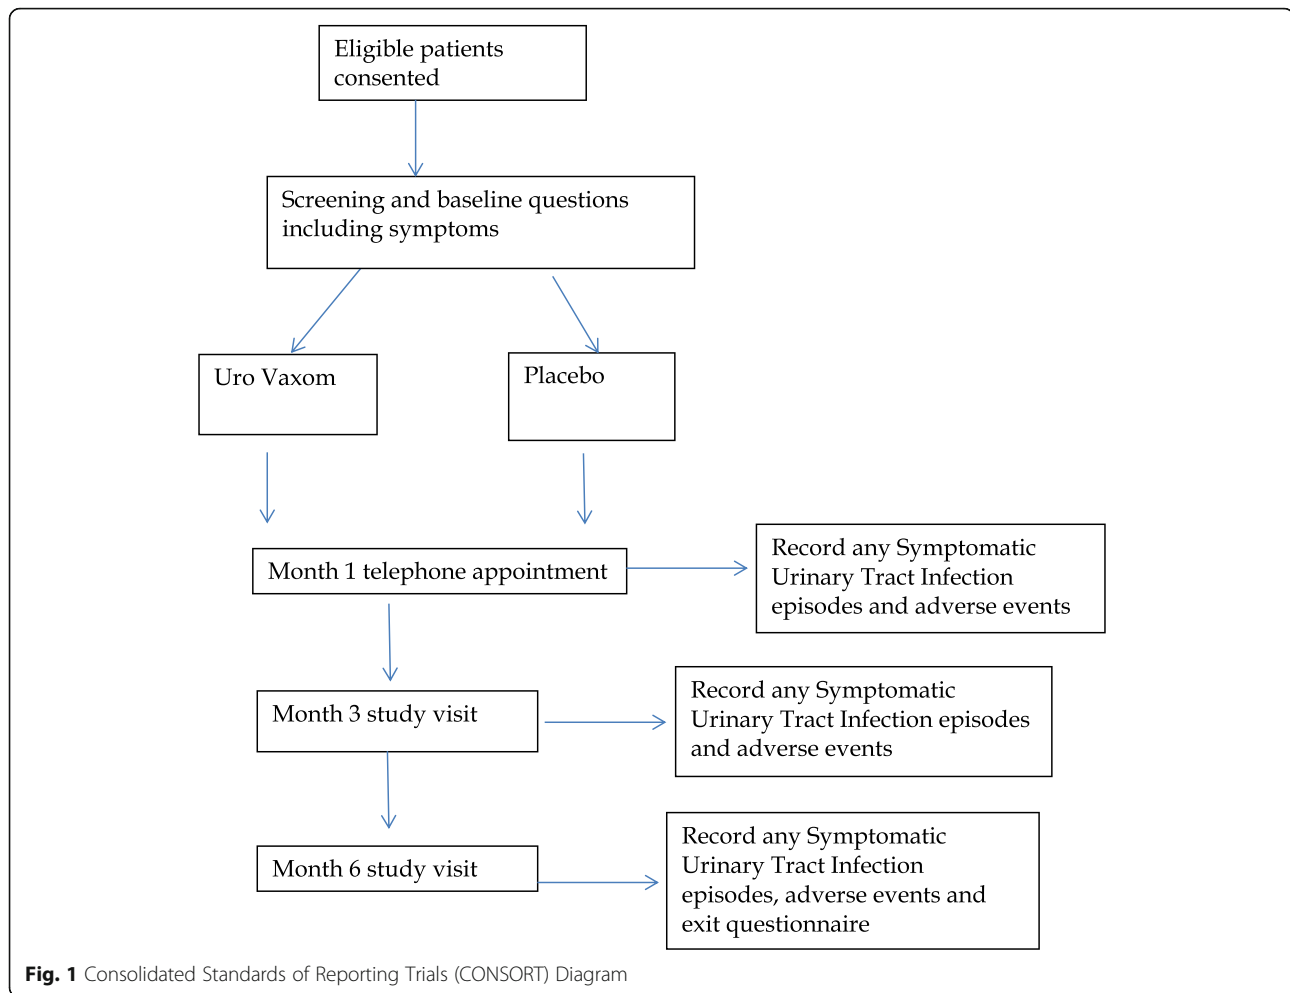 Eligible patients
consented
Screening and baseline questions
including symptoms
Uro Vaxom
Placebo
Month 1 telephone appointment
Record any Symptomatic
Urinary Tract Infection
episodes and adverse events
Month 3 study visit
Record any Symptomatic
Urinary Tract Infection episodes
and adverse events
Month 6 study visit
Record any Symptomatic
Urinary Tract Infection
episodes, adverse events and
exit questionnaire
Fig. 1 Consolidated Standards of Reporting Trials (CONSORT) Diagram